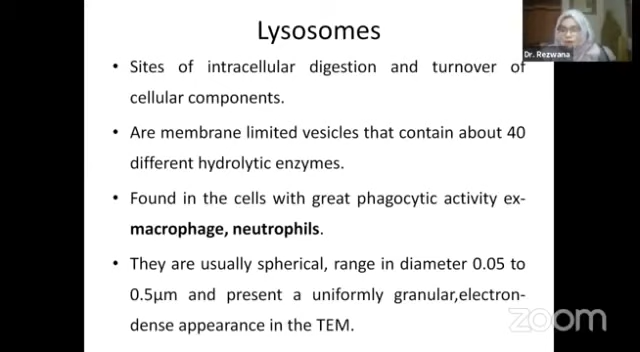 Lysosomes
Dr. Rezwana
• Sites of intracellular digestion and turnover of
cellular components.
• Are membrane limited vesicles that contain about 40
different hydrolytic enzymes.
• Found in the cells with great phagocytic activity ex-
macrophage, neutrophils.
• They are usually spherical, range in diameter 0.05 to
0.5μm and present a uniformly granular,electron-
dense appearance in the TEM.
zoom